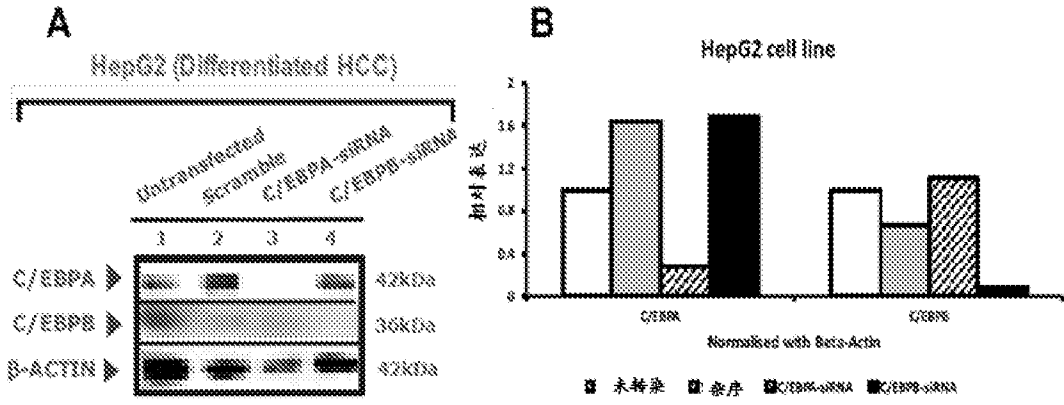 A
HepG2 (Differentiated HCC)
Untransfected
Scramble
C/EBPA-siRNA
C/EBPB-siRNA
1 2 3 4
C/EBPA 42kDa
C/EBPB 36kDa
β-ACTIN 42kDa
B
HepG2 cell line
相对表达
2
1.6
1.2
0.8
0.4
0
C/EBPA C/EBPB
Normalised with Beta-Actin
未转染 杂序 C/EBPA-siRNA C/EBPB-siRNA